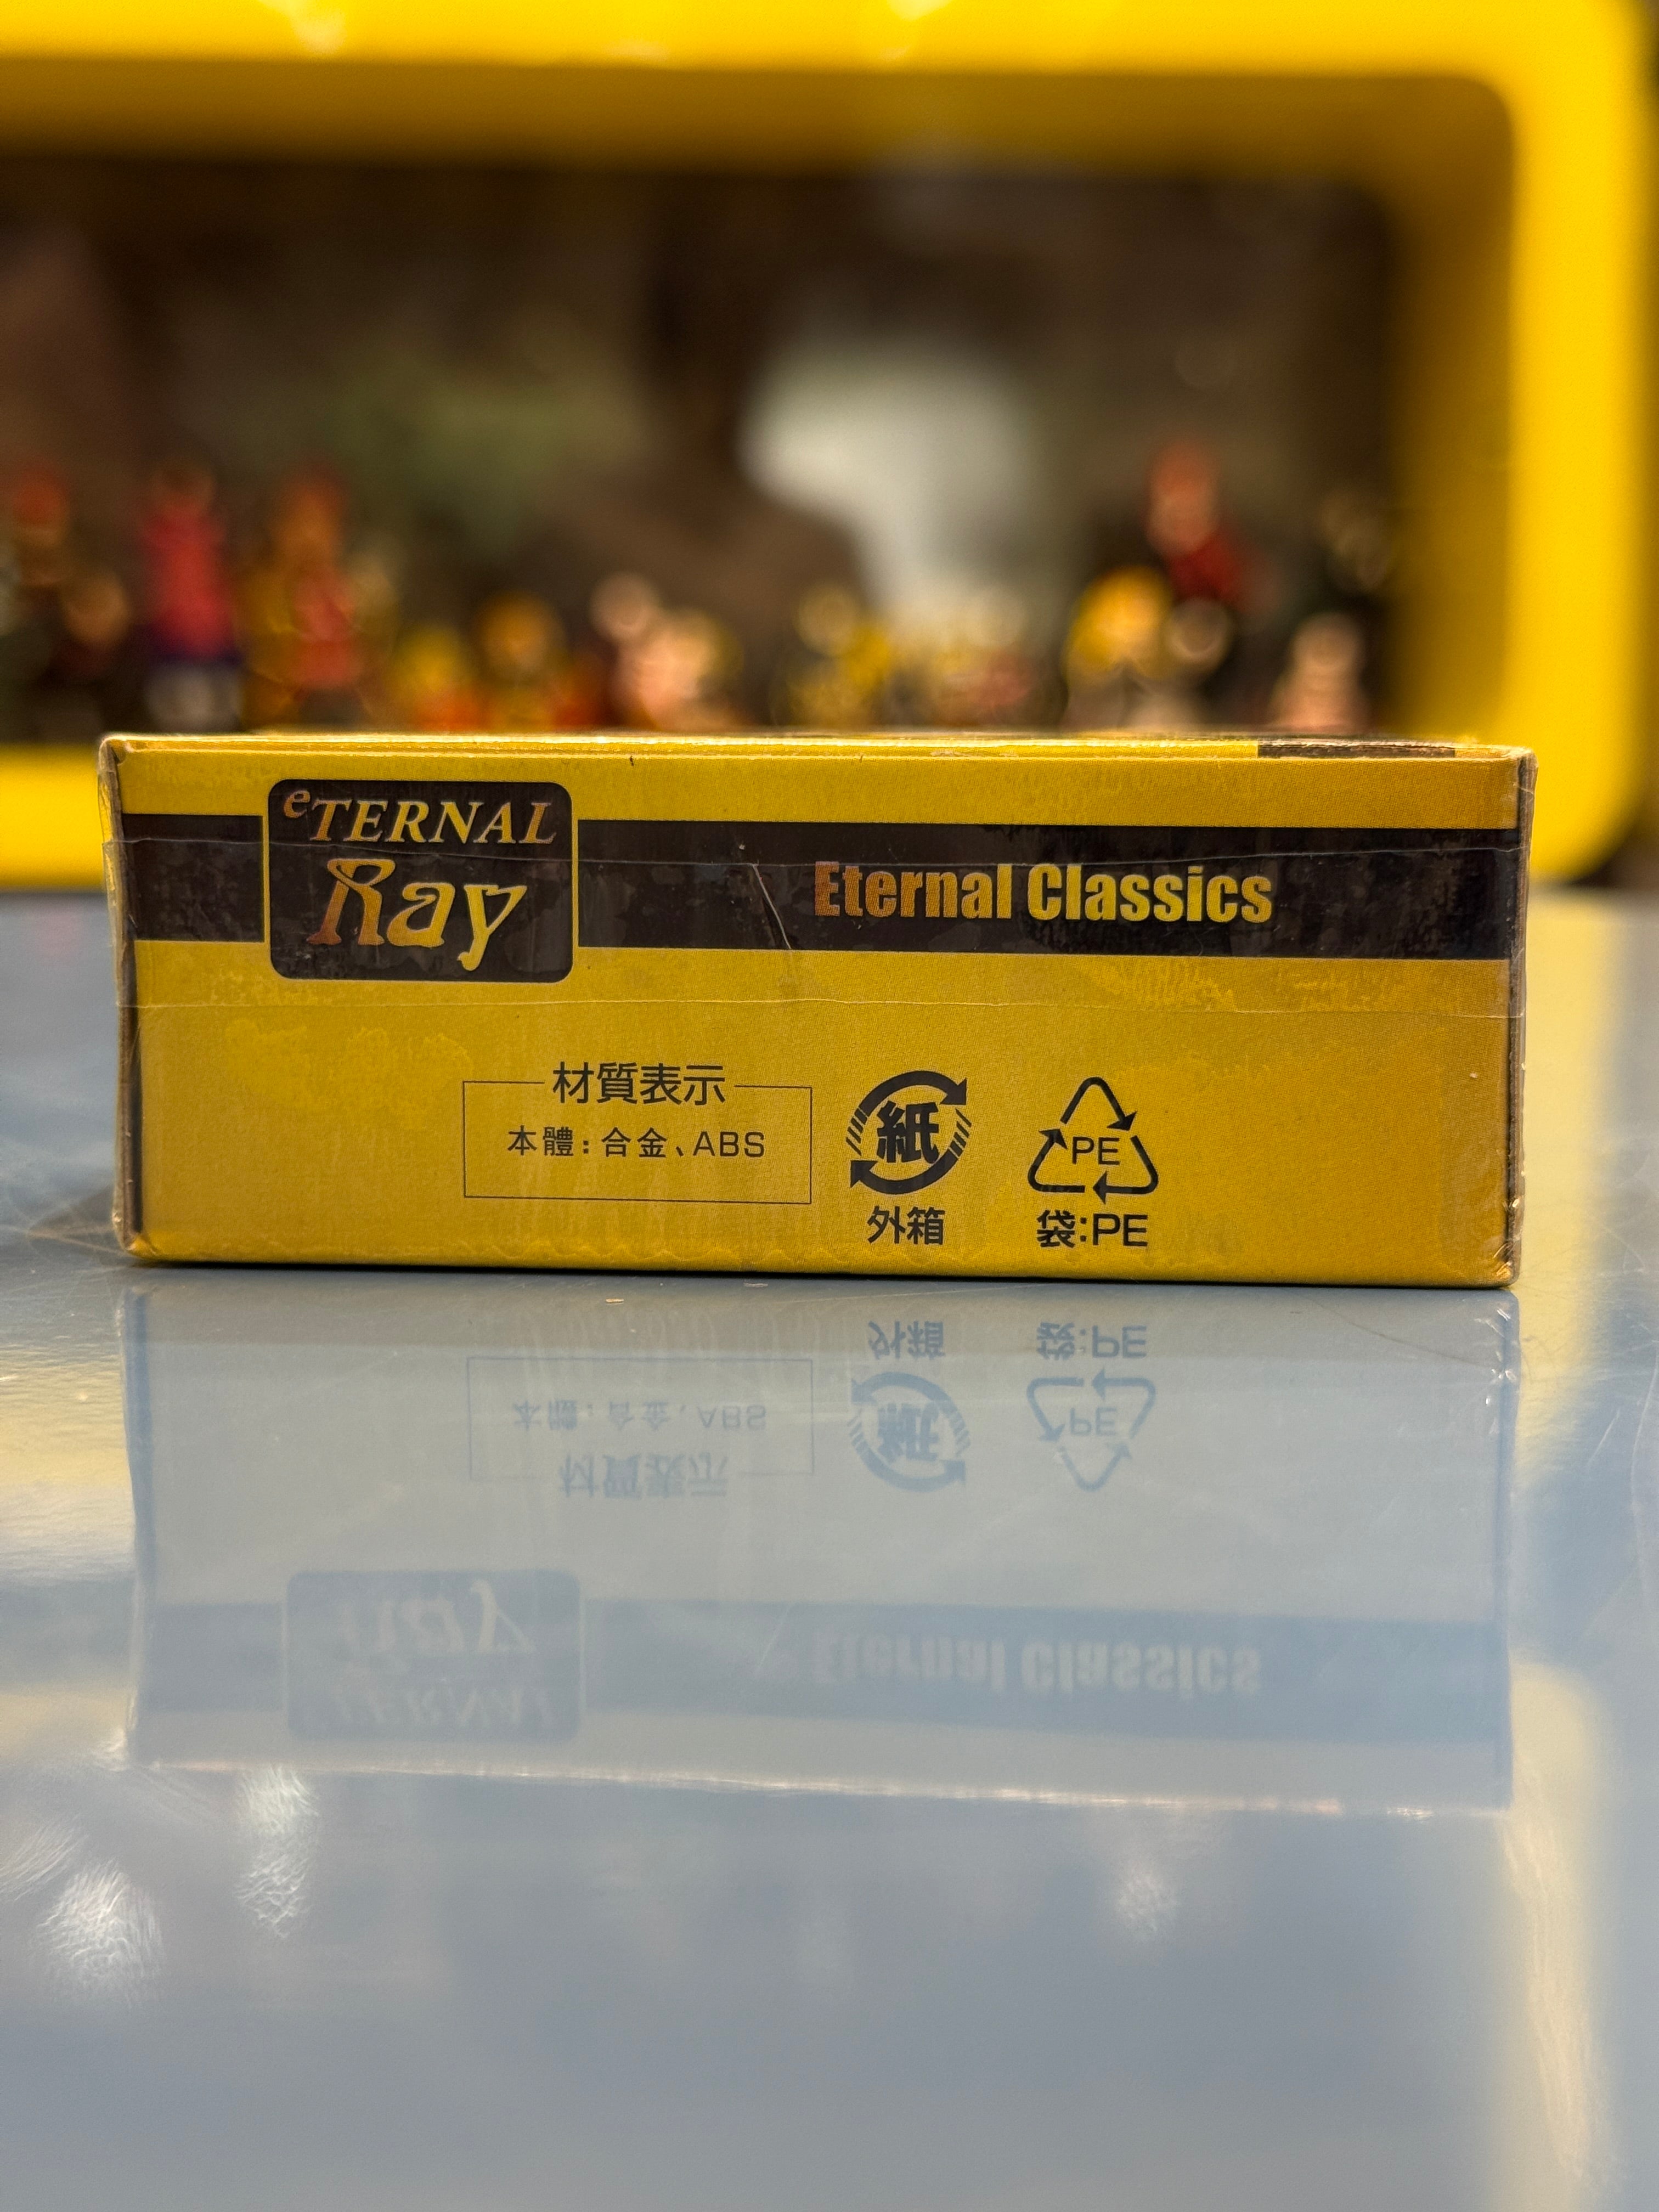 eTERNAL
Ray
Eternal Classics
材質表示
本體：合金、ABS
紙
外箱
PE
袋:PE